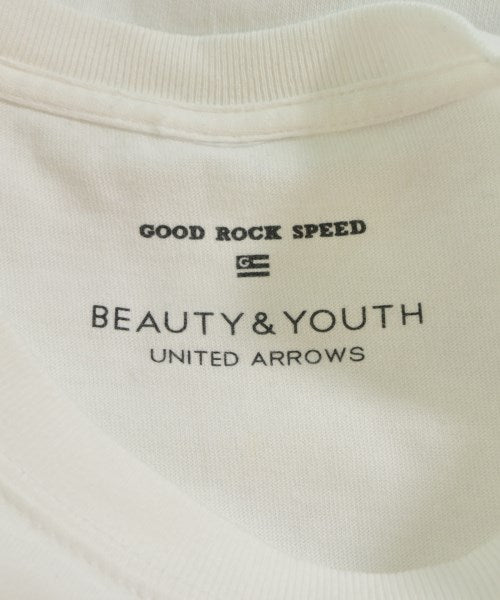 GOOD ROCK SPEED
G
BEAUTY & YOUTH
UNITED ARROWS